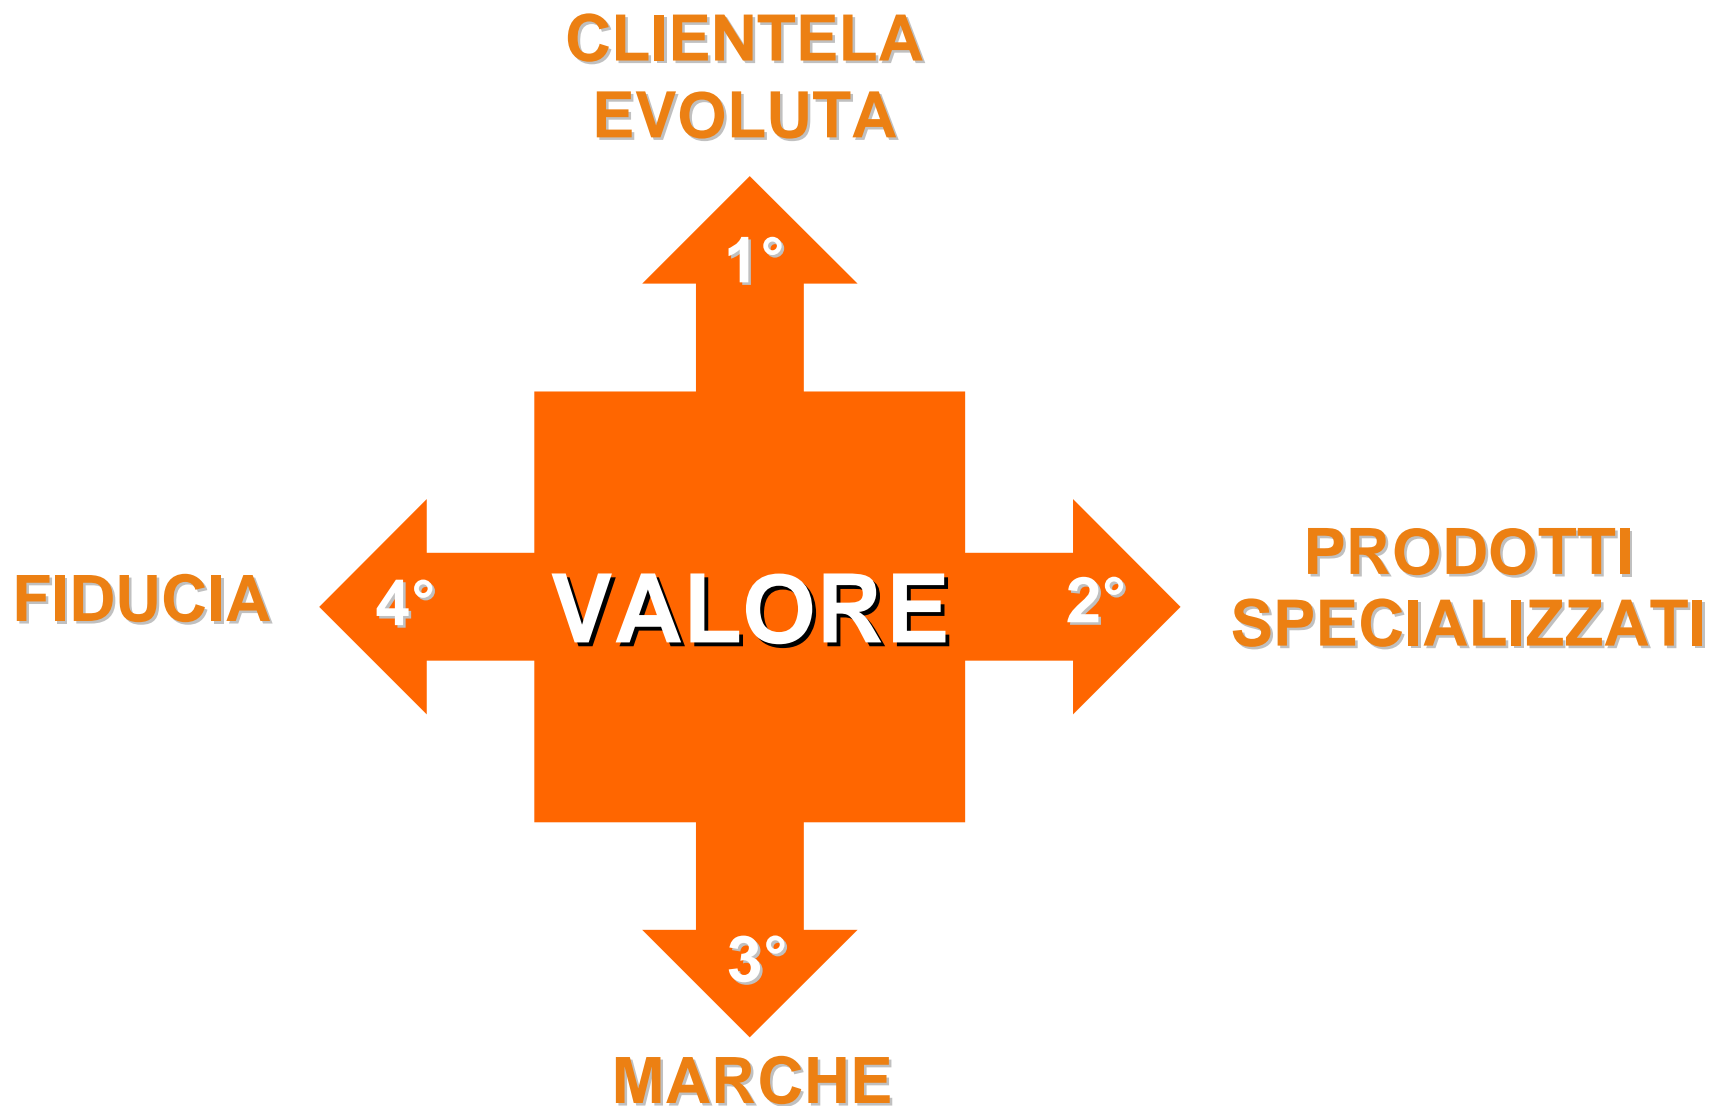 CLIENTELA
EVOLUTA
1°
FIDUCIA
4°
VALORE
2°
PRODOTTI
SPECIALIZZATI
3°
MARCHE